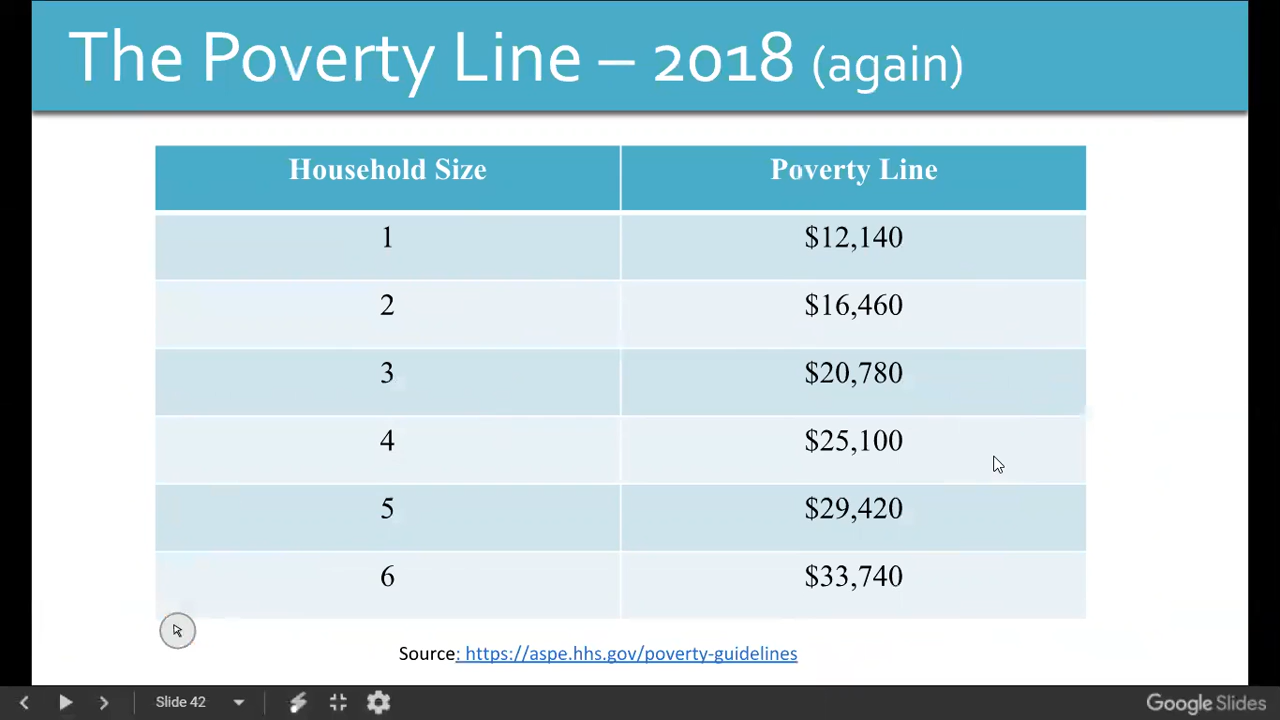 The Poverty Line – 2018 (again)
Household Size Poverty Line
1 $12,140
2 $16,460
3 $20,780
4 $25,100
5 $29,420
6 $33,740
Source: https://aspe.hhs.gov/poverty-guidelines
Slide 42 Google Slides